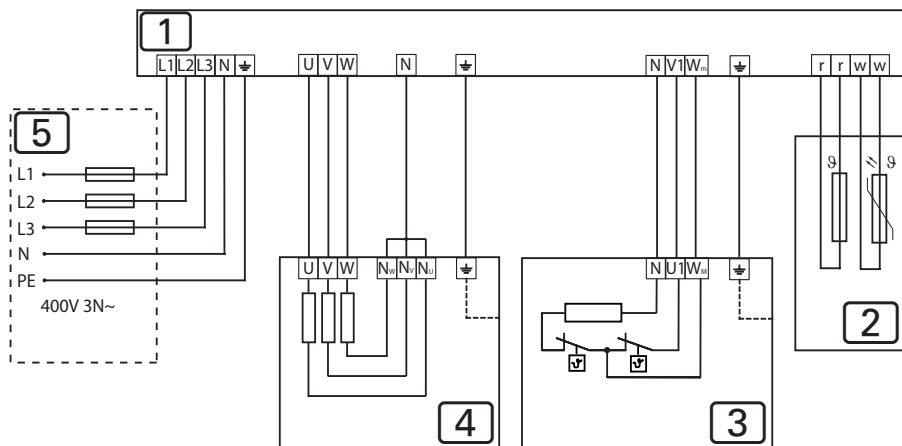 1
L1 L2 L3 N ⏚ U V W N ⏚ N V1 Wm ⏚ r r w w
5
L1
L2
L3
N
PE
400V 3N~
ϑ ϑ
U V W NW NV NU ⏚ N U1 WM ⏚
ϑ ϑ
2
4
3